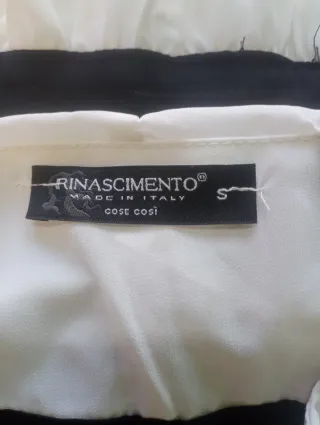 RINASCIMENTO®
MADE IN ITALY S
COSE COSÌ